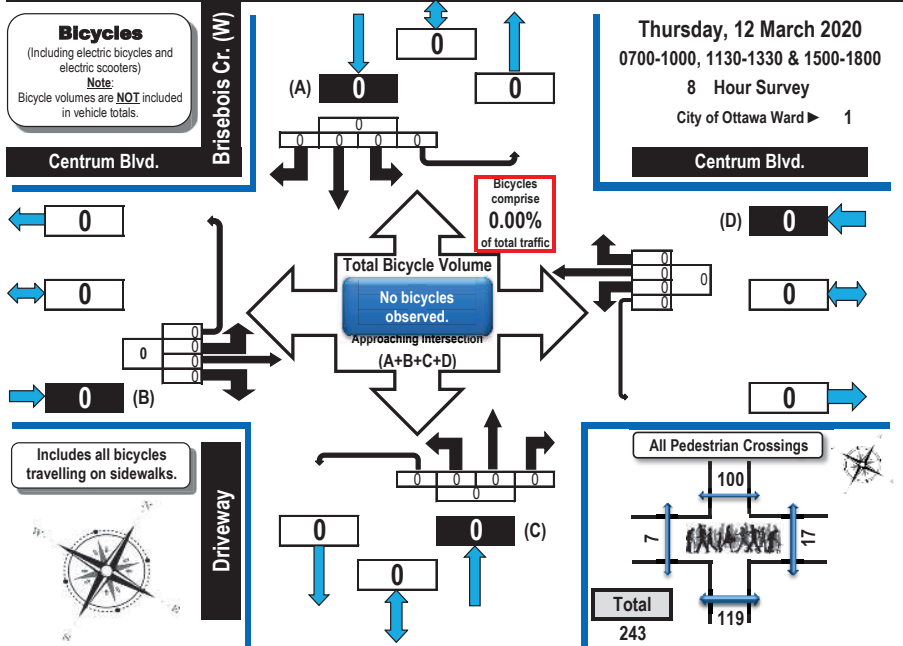 Bicycles
(Including electric bicycles and
electric scooters)
Note:
Bicycle volumes are NOT included
in vehicle totals.
Brisebois Cr. (W)
Centrum Blvd.
(A)
0
0
0
0
0 0 0 0
Thursday, 12 March 2020
0700-1000, 1130-1330 & 1500-1800
8 Hour Survey
City of Ottawa Ward ► 1
Centrum Blvd.
Bicycles
comprise
0.00%
of total traffic
0
0
0
0
0
0
0
0
(B)
Total Bicycle Volume
No bicycles
observed.
Approaching Intersection
(A+B+C+D)
(D)
0
0
0
0
0
0
0
0
Includes all bicycles
travelling on sidewalks.
Driveway
0 0 0 0
0
0
0
(C)
0
All Pedestrian Crossings
100
7
17
119
Total
243